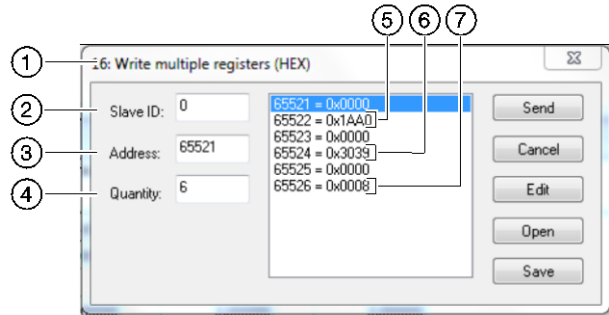 5 6 7
1 16: Write multiple registers (HEX)
2 Slave ID: 0
65521 = 0x0000
Send
65522 = 0x1AA0
3 Address: 65521
65523 = 0x0000
Cancel
65524 = 0x3039
4 Quantity: 6
65525 = 0x0000
Edit
65526 = 0x0008
Open
Save